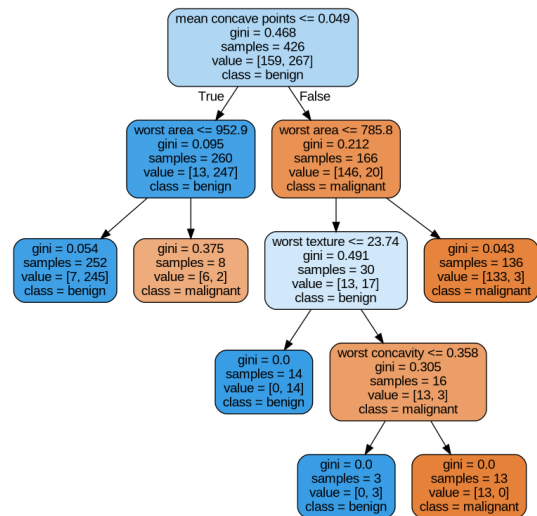 mean concave points <= 0.049
gini = 0.468
samples = 426
value = [159, 267]
class = benign
True
False
worst area <= 952.9
gini = 0.095
samples = 260
value = [13, 247]
class = benign
worst area <= 785.8
gini = 0.212
samples = 166
value = [146, 20]
class = malignant
gini = 0.054
samples = 252
value = [7, 245]
class = benign
gini = 0.375
samples = 8
value = [6, 2]
class = malignant
worst texture <= 23.74
gini = 0.491
samples = 30
value = [13, 17]
class = benign
gini = 0.043
samples = 136
value = [133, 3]
class = malignant
gini = 0.0
samples = 14
value = [0, 14]
class = benign
worst concavity <= 0.358
gini = 0.305
samples = 16
value = [13, 3]
class = malignant
gini = 0.0
samples = 3
value = [0, 3]
class = benign
gini = 0.0
samples = 13
value = [13, 0]
class = malignant